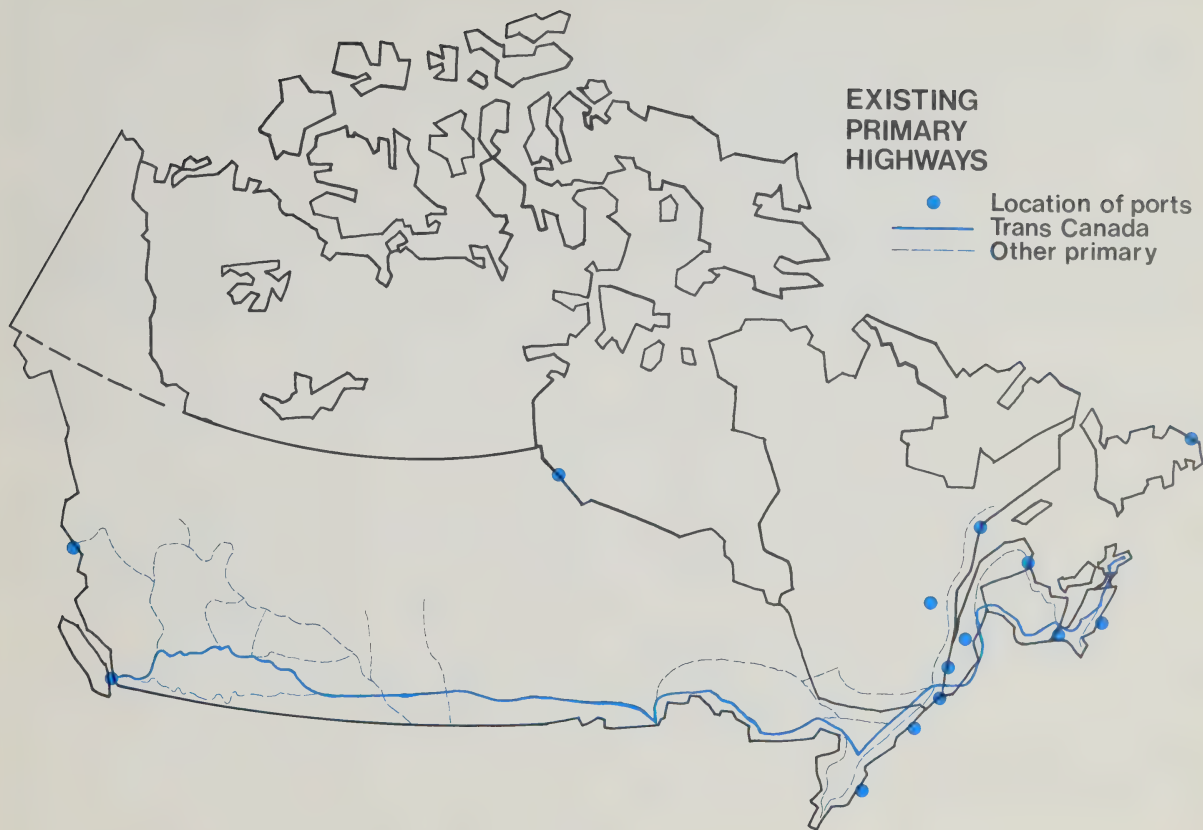 EXISTING
PRIMARY
HIGHWAYS
Location of ports
Trans Canada
Other primary